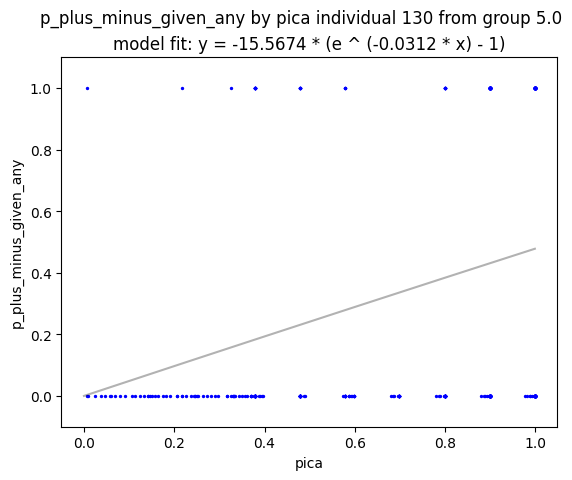 p_plus_minus_given_any by pica individual 130 from group 5.0
model fit: y = -15.5674 * (e ^ (-0.0312 * x) - 1)
1.0
0.8
0.6
0.4
0.2
0.0
p_plus_minus_given_any
0.0 0.2 0.4 0.6 0.8 1.0
pica